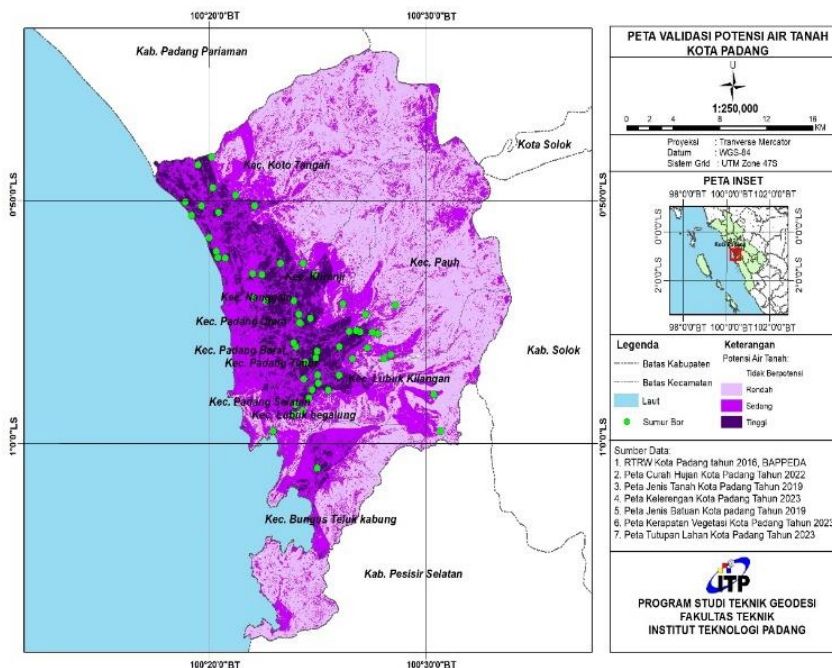 100°20'0"BT
100°30'0"BT
Kab. Padang Pariaman
Kota Solok
Kec. Koto Tangah
0°50'0"LS
0°50'0"LS
Kec. Pauh
Kec. Kuranji
Kec. Nanggalo
Kec. Padang Utara
Kab. Solok
Kec. Padang Barat
Kec. Padang Timur
Kec. Lubuk Kilangan
Kec. Padang Selatan
Kec. Lubuk Begalung
1°0'0"LS
1°0'0"LS
Kec. Bungus Teluk kabung
Kab. Pesisir Selatan
100°20'0"BT
100°30'0"BT
PETA VALIDASI POTENSI AIR TANAH
KOTA PADANG
U
1:250,000
0 2 4 8 12 16
KM
Proyeksi : Tranverse Mercator
Datum : WGS-84
Sistem Grid : UTM Zone 47S
PETA INSET
98°0'0"BT 100°0'0"BT 102°0'0"BT
0°0'0"LS
0°0'0"LS
Kota Padang
2°0'0"LS
2°0'0"LS
98°0'0"BT 100°0'0"BT 102°0'0"BT
Legenda
Batas Kabupaten
Batas Kecamatan
Laut
Sumur Bor
Keterangan
Potensi Air Tanah:
Tidak Berpotensi
Rendah
Sedang
Tinggi
Sumber Data:
1. RTRW Kota Padang tahun 2016, BAPPEDA
2. Peta Curah Hujan Kota Padang Tahun 2022
3. Peta Jenis Tanah Kota Padang Tahun 2019
4. Peta Kelerengan Kota Padang Tahun 2023
5. Peta Jenis Batuan Kota padang Tahun 2019
6. Peta Kerapatan Vegetasi Kota Padang Tahun 2023
7. Peta Tutupan Lahan Kota Padang Tahun 2023
ITP
PROGRAM STUDI TEKNIK GEODESI
FAKULTAS TEKNIK
INSTITUT TEKNOLOGI PADANG